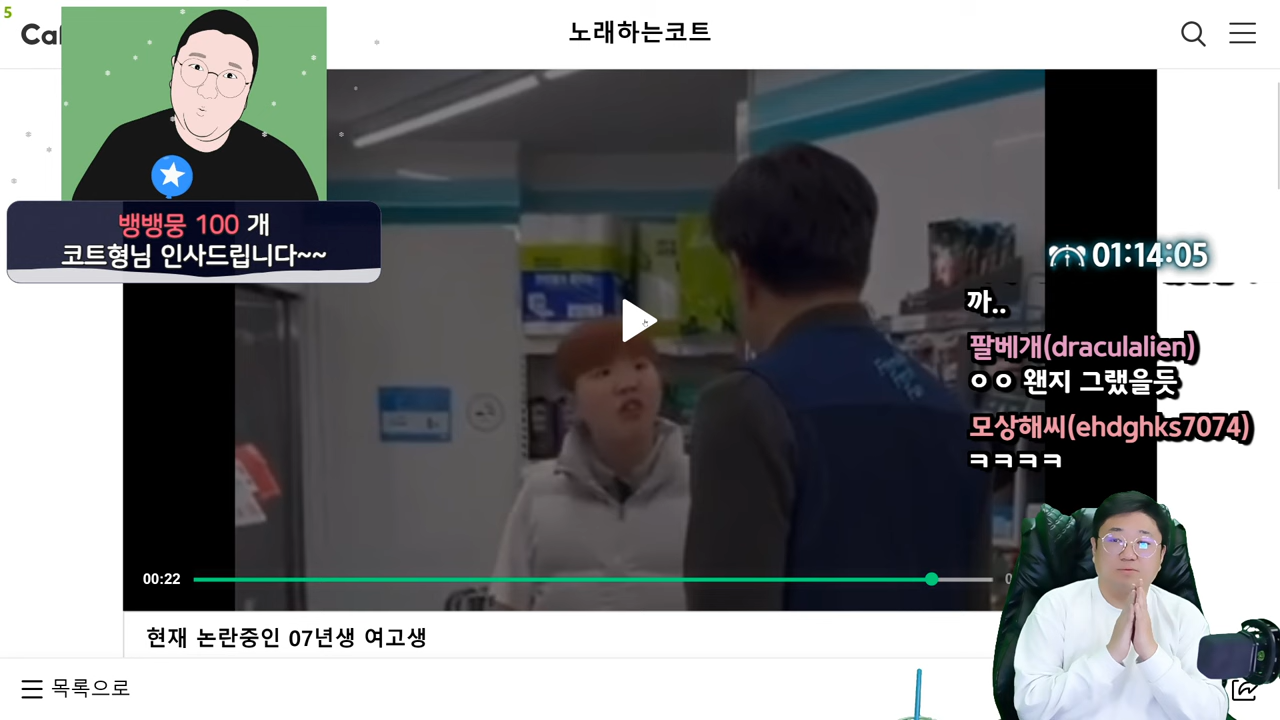 5
노래하는코트
뱅뱅뭉 100 개
코트형님 인사드립니다~~
01:14:05
까..
팔베개(draculalien)
ㅇㅇ 왠지 그랬을듯
모상해씨(ehdghks7074)
ㅋㅋㅋㅋ
00:22
현재 논란중인 07년생 여고생
목록으로